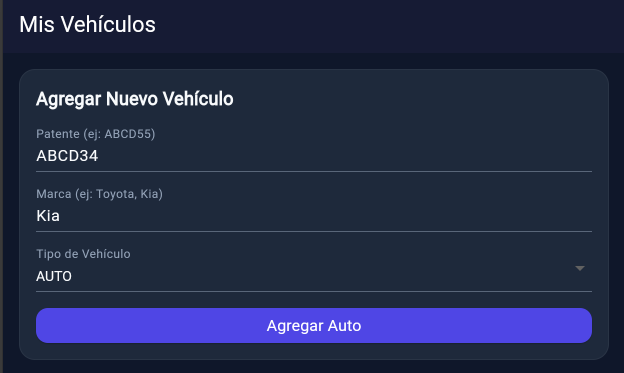 Mis Vehículos
Agregar Nuevo Vehículo
Patente (ej: ABCD55)
ABCD34
Marca (ej: Toyota, Kia)
Kia
Tipo de Vehículo
AUTO
Agregar Auto